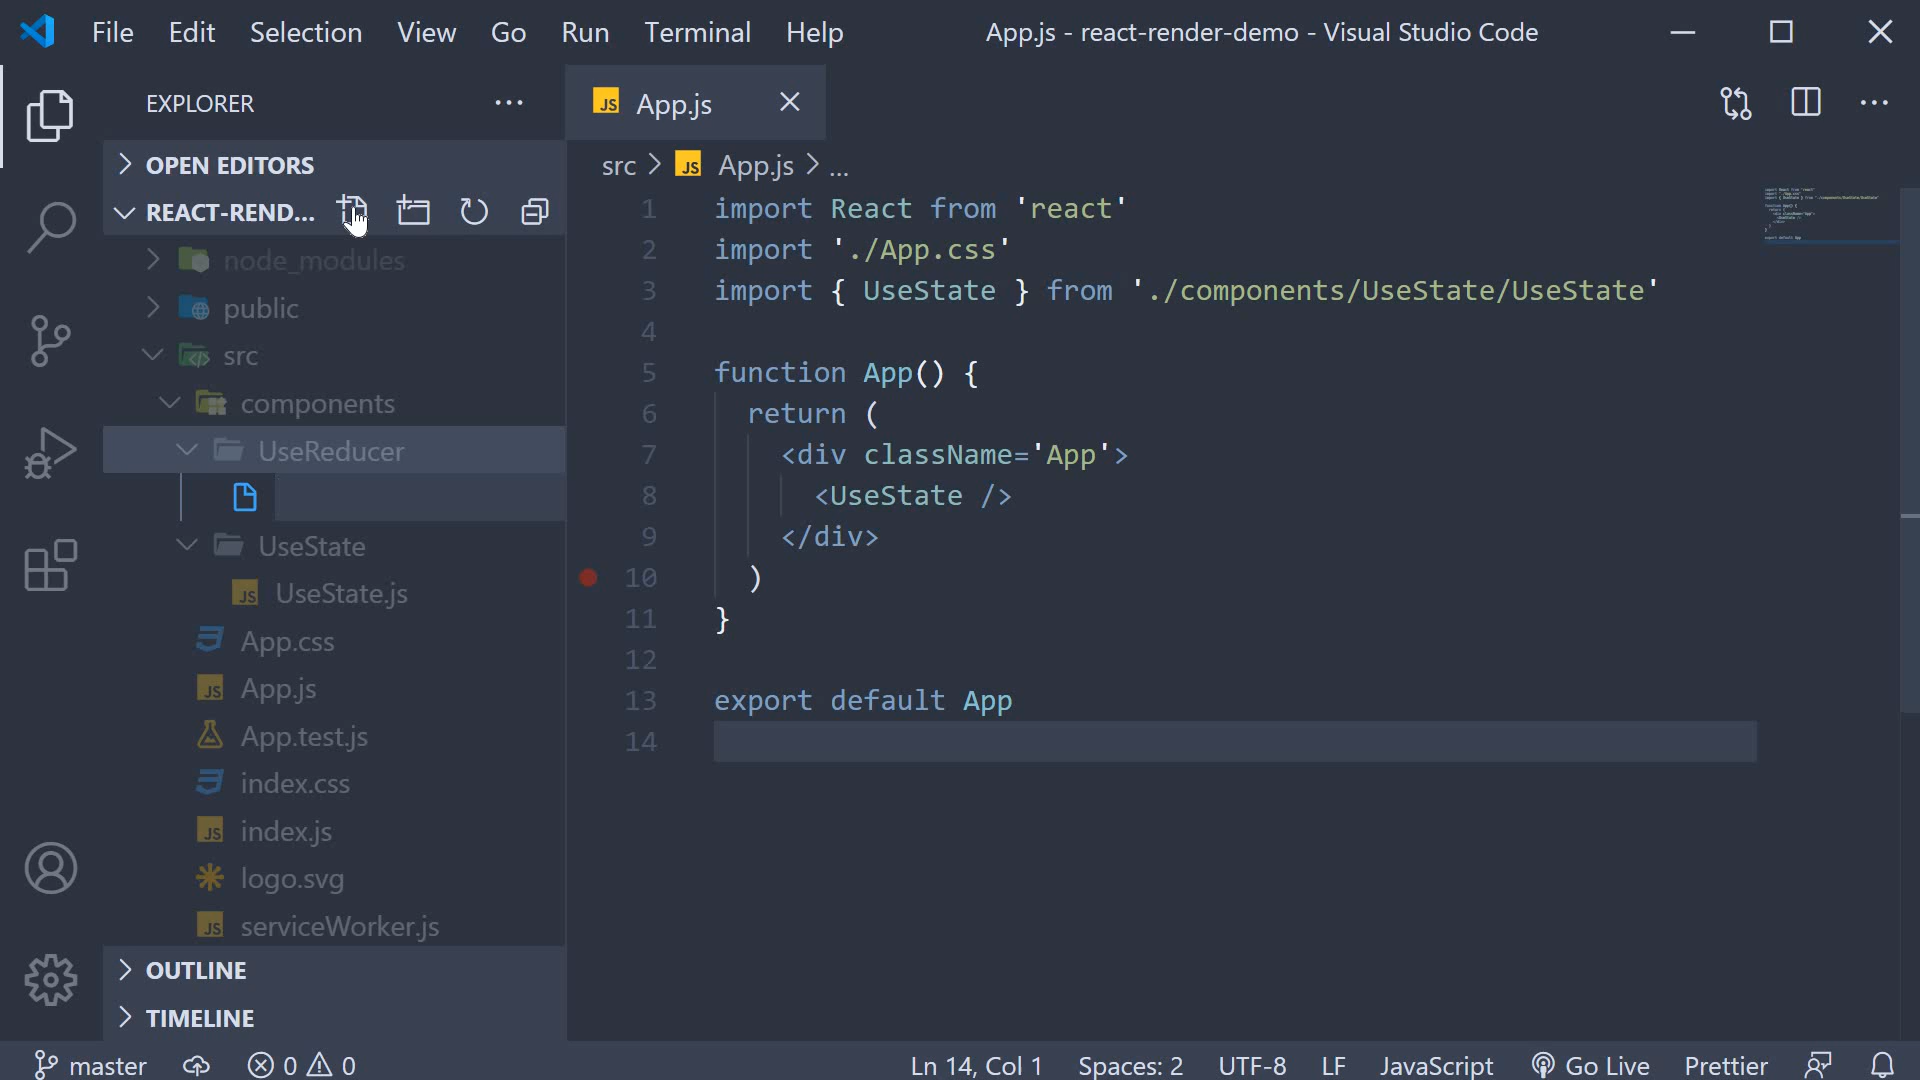 File Edit Selection View Go Run Terminal Help App.js - react-render-demo - Visual Studio Code
EXPLORER
App.js
OPEN EDITORS
REACT-REND...
src > JS App.js > ...
node_modules
public
src
components
UseReducer
UseState
JS UseState.js
App.css
JS App.js
App.test.js
index.css
JS index.js
logo.svg
JS serviceWorker.js
OUTLINE
TIMELINE
1 import React from 'react'
2 import './App.css'
3 import { UseState } from './components/UseState/UseState'
4
5 function App() {
6 return (
7 <div className='App'>
8 <UseState />
9 </div>
10 )
11 }
12
13 export default App
14
master 0 0 Ln 14, Col 1 Spaces: 2 UTF-8 LF JavaScript Go Live Prettier